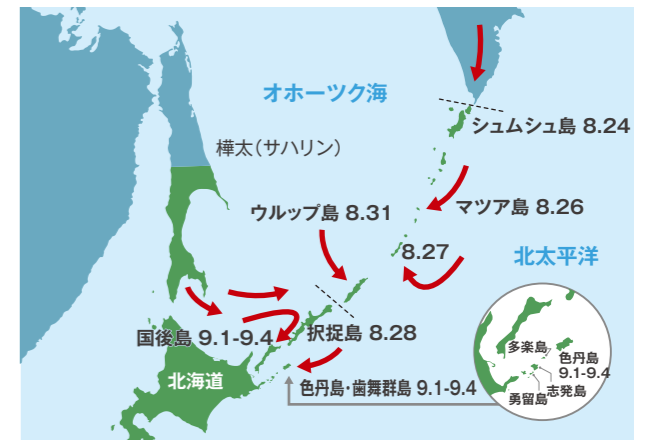 オホーツク海
シュムシュ島 8.24
樺太（サハリン）
マツア島 8.26
ウルップ島 8.31
8.27
北太平洋
国後島 9.1-9.4
択捉島 8.28
北海道
色丹島・歯舞群島 9.1-9.4
多楽島
色丹島
9.1-9.4
志発島
勇留島